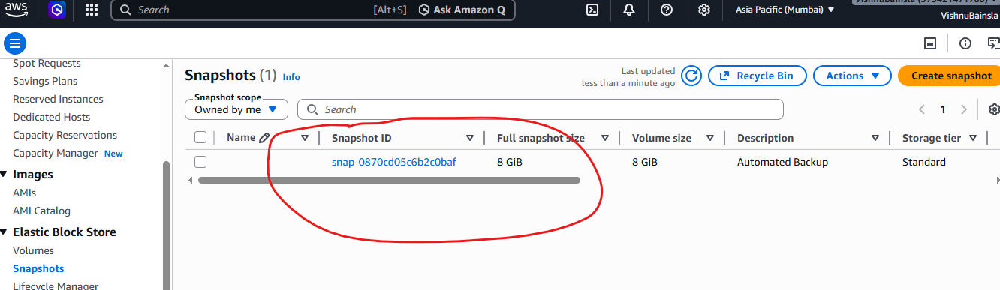 aws Search [Alt+S] Ask Amazon Q Asia Pacific (Mumbai)
VishnuBainsla
Spot Requests
Savings Plans
Reserved Instances
Dedicated Hosts
Capacity Reservations
Capacity Manager New
Images
AMIs
AMI Catalog
Elastic Block Store
Volumes
Snapshots
Lifecycle Manager
Snapshots (1) Info
Last updated
less than a minute ago
Recycle Bin
Actions
Create snapshot
Snapshot scope
Owned by me
Search
1
Name Snapshot ID Full snapshot size Volume size Description Storage tier
snap-0870cd05c6b2c0baf 8 GiB 8 GiB Automated Backup Standard